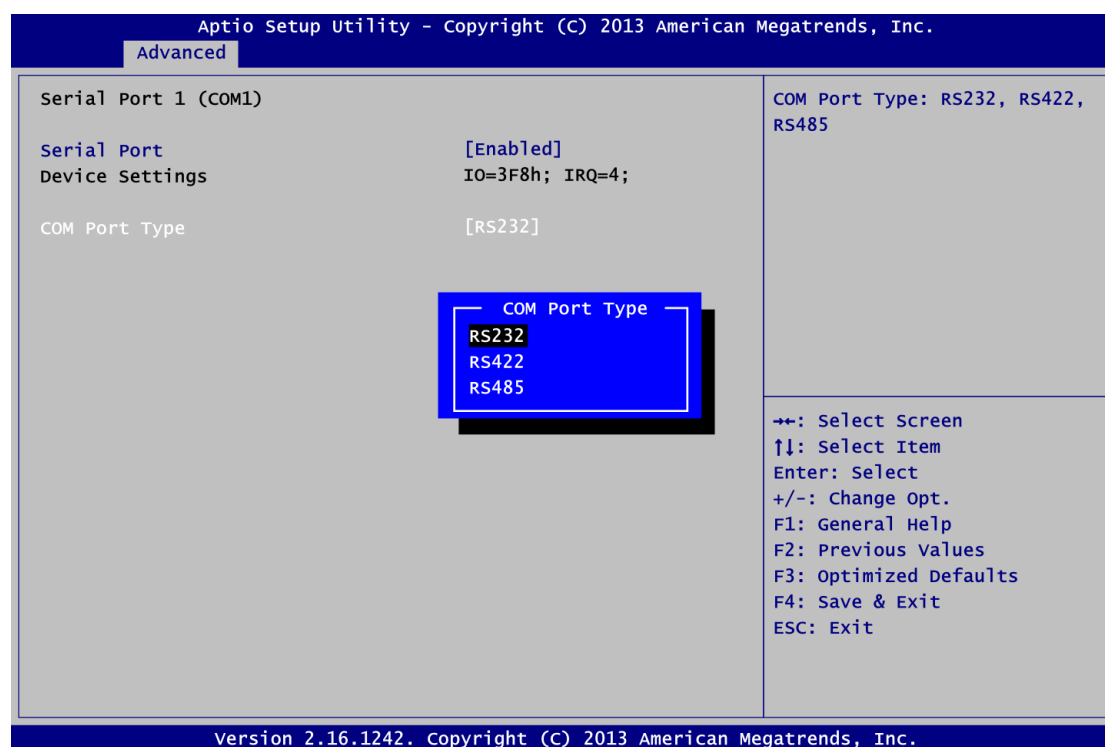 Aptio Setup Utility – Copyright (C) 2013 American Megatrends, Inc.
Advanced
Serial Port 1 (COM1)
Serial Port [Enabled]
Device Settings IO=3F8h; IRQ=4;
COM Port Type [RS232]
COM Port Type
RS232
RS422
RS485
COM Port Type: RS232, RS422,
RS485
→←: Select Screen
↑↓: Select Item
Enter: Select
+/-: Change Opt.
F1: General Help
F2: Previous Values
F3: Optimized Defaults
F4: Save & Exit
ESC: Exit
Version 2.16.1242. Copyright (C) 2013 American Megatrends, Inc.